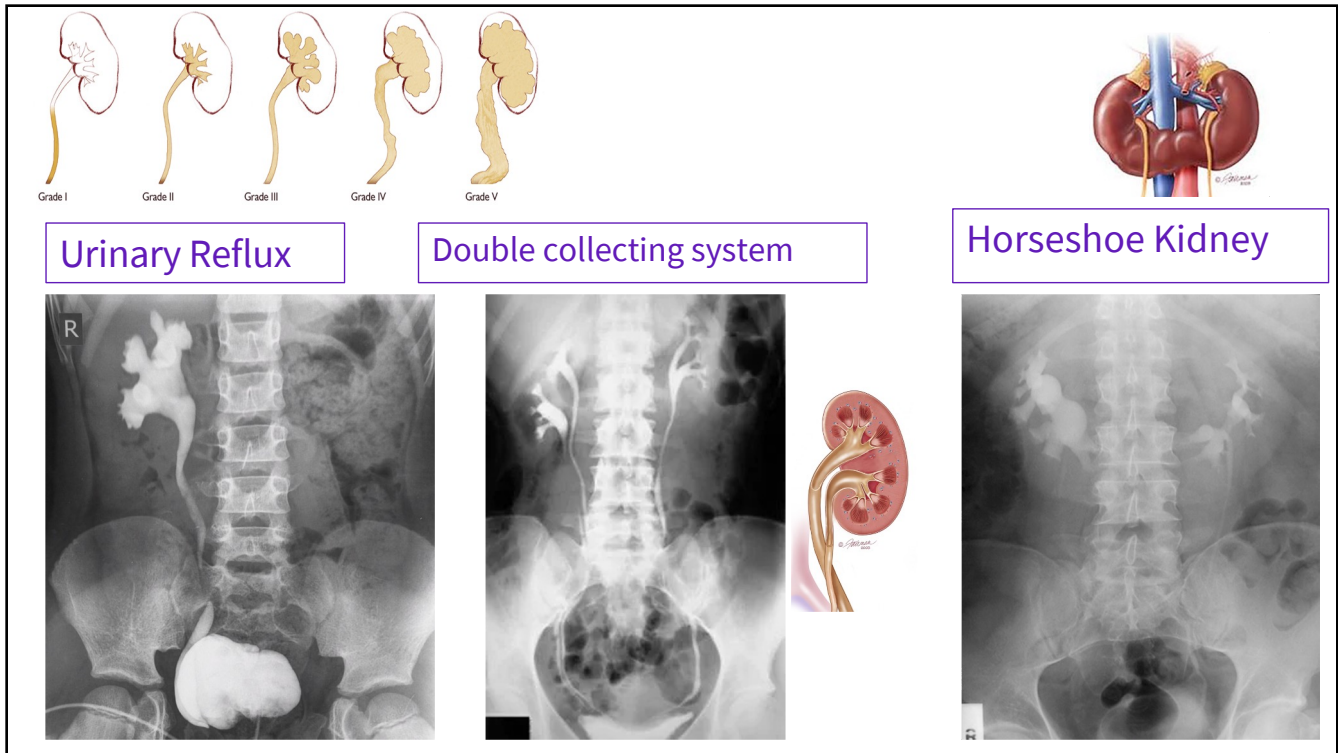 Grade I
Grade II
Grade III
Grade IV
Grade V
Urinary Reflux
Double collecting system
Horseshoe Kidney
R